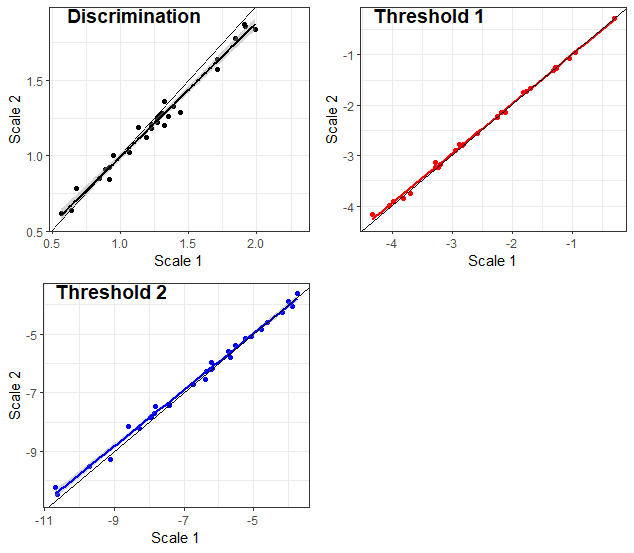 Discrimination
Scale 2
1.5
1.0
0.5
0.5 1.0 1.5 2.0
Scale 1
Threshold 1
Scale 2
-1
-2
-3
-4
-4 -3 -2 -1
Scale 1
Threshold 2
Scale 2
-5
-7
-9
-11 -9 -7 -5
Scale 1